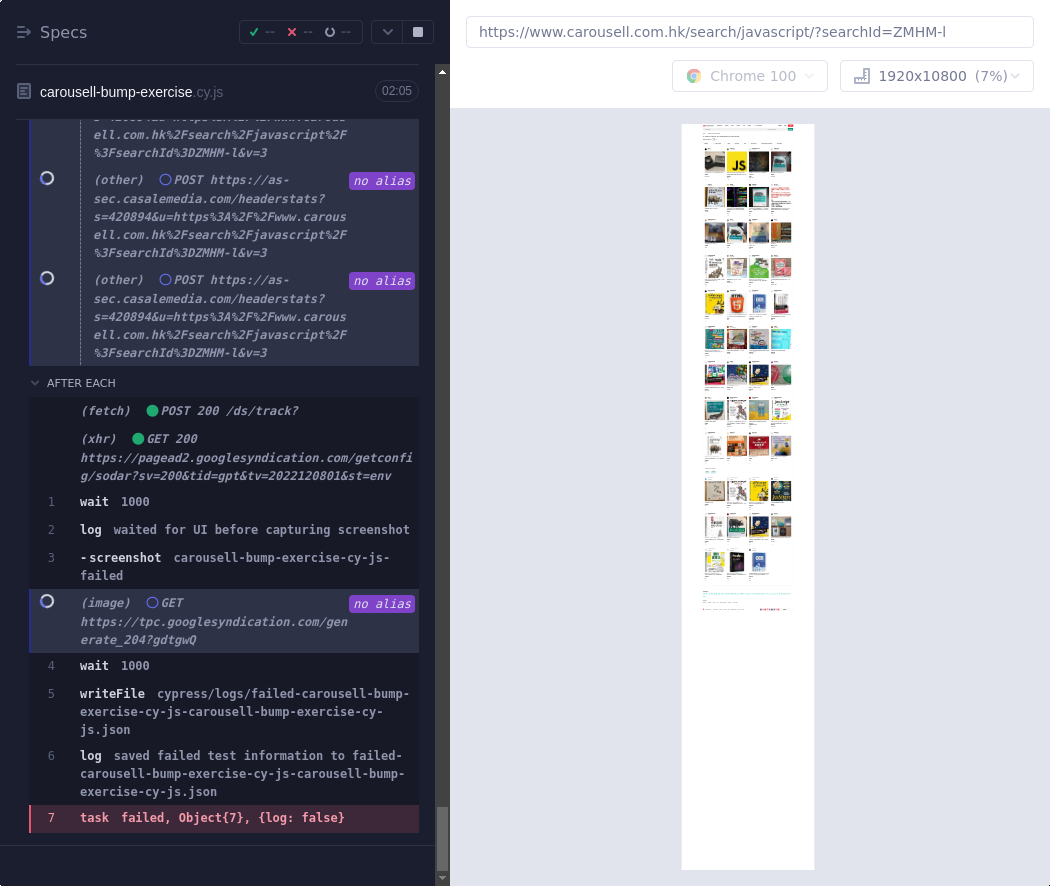 Specs
--
--
--
https://www.carousell.com.hk/search/javascript/?searchId=ZMHM-l
Chrome 100
1920x10800 (7%)
carousell-bump-exercise.cy.js
02:05
ell.com.hk%2Fsearch%2Fjavascript%2F
%3FsearchId%3DZMHM-l&v=3
(other) POST https://as-
no alias
sec.casalemedia.com/headerstats?
s=420894&u=https%3A%2F%2Fwww.carous
ell.com.hk%2Fsearch%2Fjavascript%2F
%3FsearchId%3DZMHM-l&v=3
(other) POST https://as-
no alias
sec.casalemedia.com/headerstats?
s=420894&u=https%3A%2F%2Fwww.carous
ell.com.hk%2Fsearch%2Fjavascript%2F
%3FsearchId%3DZMHM-l&v=3
AFTER EACH
(fetch) POST 200 /ds/track?
(xhr) GET 200
https://pagead2.googlesyndication.com/getconfi
g/sodar?sv=200&tid=gpt&tv=2022120801&st=env
1 wait 1000
2 log waited for UI before capturing screenshot
3 -screenshot carousell-bump-exercise-cy-js-
failed
(image) GET
no alias
https://tpc.googlesyndication.com/gen
erate_204?gdtgwQ
4 wait 1000
5 writeFile cypress/logs/failed-carousell-bump-
exercise-cy-js-carousell-bump-exercise-cy-
js.json
6 log saved failed test information to failed-
carousell-bump-exercise-cy-js-carousell-bump-
exercise-cy-js.json
7 task failed, Object{7}, {log: false}
JS